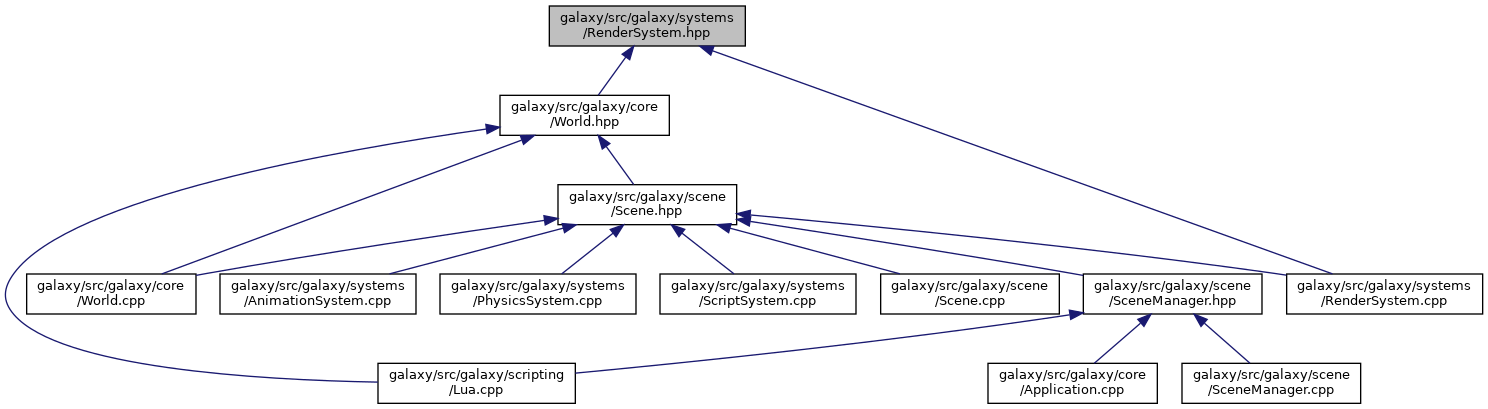 galaxy/src/galaxy/systems
/RenderSystem.hpp
galaxy/src/galaxy/core
/World.hpp
galaxy/src/galaxy/scene
/Scene.hpp
galaxy/src/galaxy/core
/World.cpp
galaxy/src/galaxy/systems
/AnimationSystem.cpp
galaxy/src/galaxy/systems
/PhysicsSystem.cpp
galaxy/src/galaxy/systems
/ScriptSystem.cpp
galaxy/src/galaxy/scene
/Scene.cpp
galaxy/src/galaxy/scene
/SceneManager.hpp
galaxy/src/galaxy/systems
/RenderSystem.cpp
galaxy/src/galaxy/scripting
/Lua.cpp
galaxy/src/galaxy/core
/Application.cpp
galaxy/src/galaxy/scene
/SceneManager.cpp